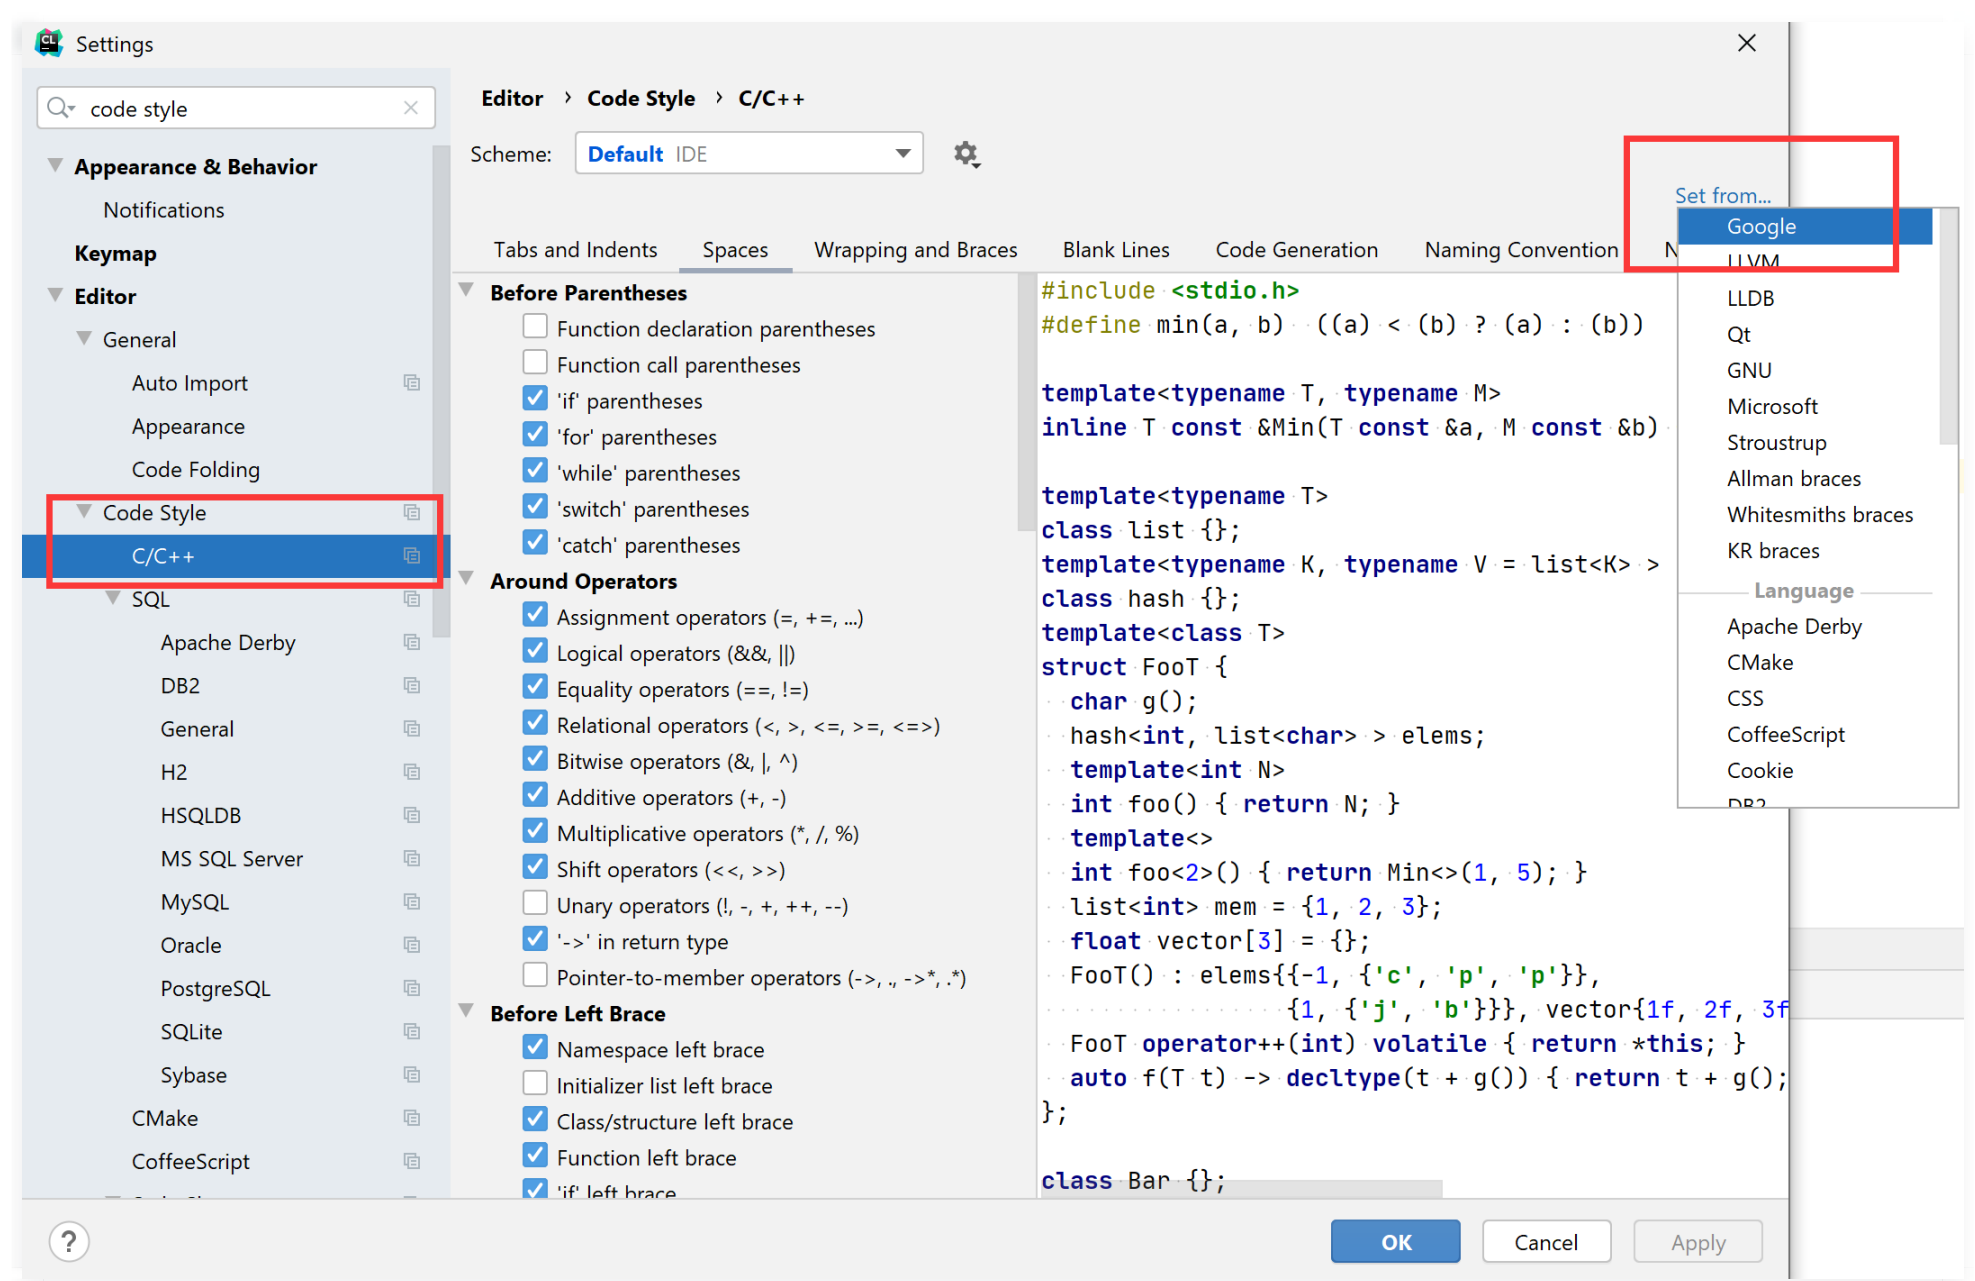 CL
Settings
code style
Appearance & Behavior
Notifications
Keymap
Editor
General
Auto Import
Appearance
Code Folding
Code Style
C/C++
SQL
Apache Derby
DB2
General
H2
HSQLDB
MS SQL Server
MySQL
Oracle
PostgreSQL
SQLite
Sybase
CMake
CoffeeScript
Editor › Code Style › C/C++
Scheme: Default IDE
Set from...
Tabs and Indents Spaces Wrapping and Braces Blank Lines Code Generation Naming Convention N
Before Parentheses
Function declaration parentheses
Function call parentheses
'if' parentheses
'for' parentheses
'while' parentheses
'switch' parentheses
'catch' parentheses
Around Operators
Assignment operators (=, +=, ...)
Logical operators (&&, ||)
Equality operators (==, !=)
Relational operators (<, >, <=, >=, <=>)
Bitwise operators (&, |, ^)
Additive operators (+, -)
Multiplicative operators (*, /, %)
Shift operators (<<, >>)
Unary operators (!, -, +, ++, --)
'->' in return type
Pointer-to-member operators (->, ., ->*, .*)
Before Left Brace
Namespace left brace
Initializer list left brace
Class/structure left brace
Function left brace
'if' left brace
#include <stdio.h>
#define min(a, b)  ((a) < (b) ? (a) : (b))
template<typename T, typename M>
inline T const &Min(T const &a, M const &b)
template<typename T>
class list {};
template<typename K, typename V = list<K> >
class hash {};
template<class T>
struct FooT {
  char g();
  hash<int, list<char> > elems;
  template<int N>
  int foo() { return N; }
  template<>
  int foo<2>() { return Min<>(1, 5); }
  list<int> mem = {1, 2, 3};
  float vector[3] = {};
  FooT() : elems{{-1, {'c', 'p', 'p'}},
                 {1, {'j', 'b'}}}, vector{1f, 2f, 3f
  FooT operator++(int) volatile { return *this; }
  auto f(T t) -> decltype(t + g()) { return t + g();
};
class Bar {};
Google
LLVM
LLDB
Qt
GNU
Microsoft
Stroustrup
Allman braces
Whitesmiths braces
KR braces
Language
Apache Derby
CMake
CSS
CoffeeScript
Cookie
DB2
?
OK
Cancel
Apply